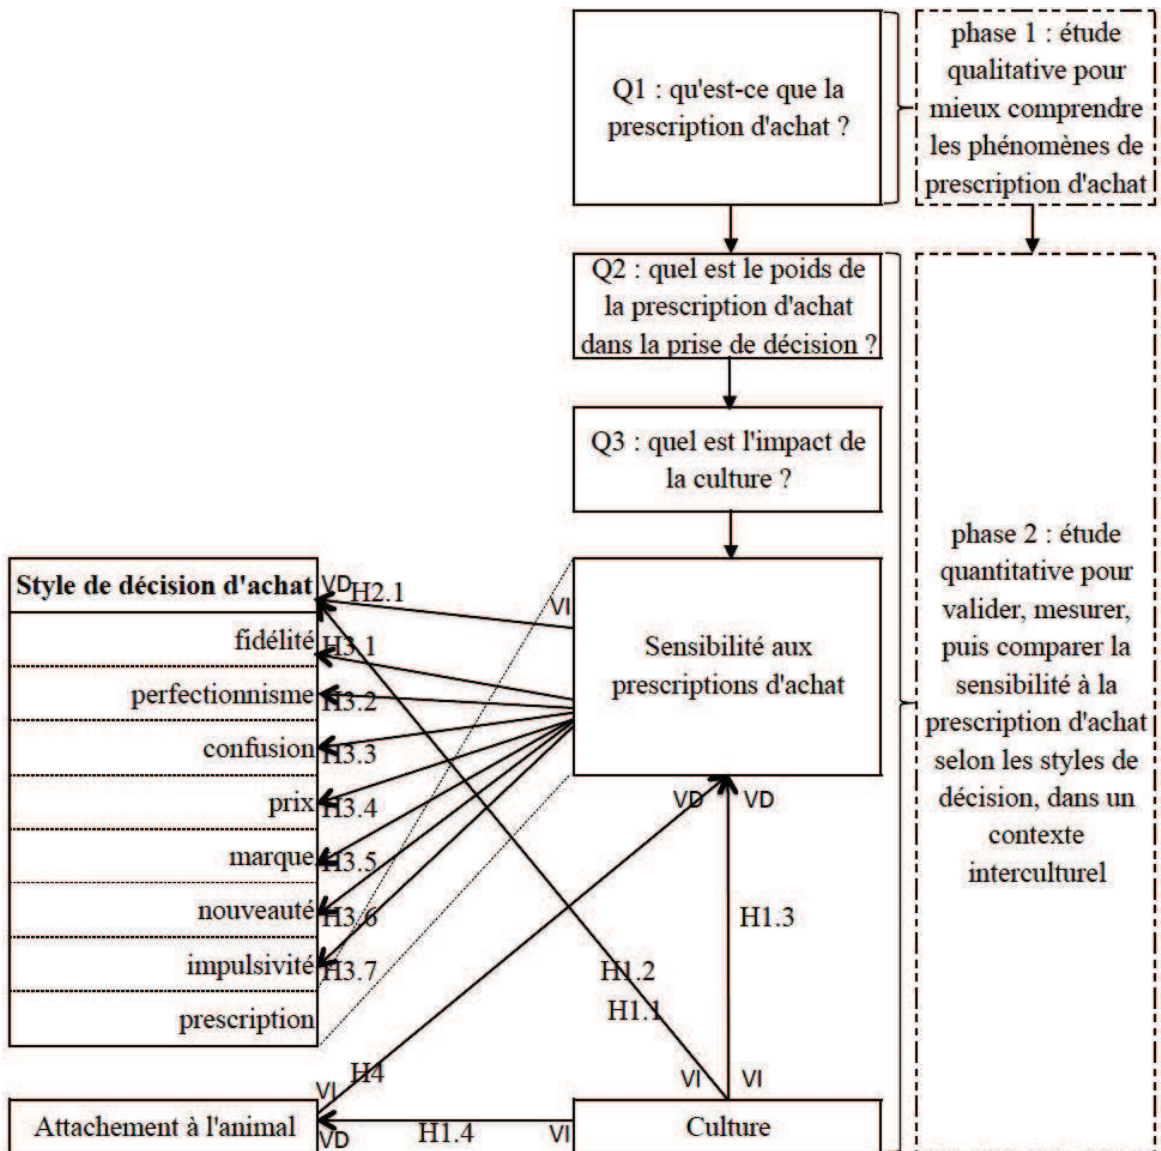 Q1 : qu'est-ce que la
prescription d'achat ?
phase 1 : étude
qualitative pour
mieux comprendre
les phénomènes de
prescription d'achat
Q2 : quel est le poids de
la prescription d'achat
dans la prise de décision ?
Q3 : quel est l'impact de
la culture ?
phase 2 : étude
quantitative pour
valider, mesurer,
puis comparer la
sensibilité à la
prescription d'achat
selon les styles de
décision, dans un
contexte
interculturel
Style de décision d'achat
fidélité
perfectionnisme
confusion
prix
marque
nouveauté
impulsivité
prescription
VD
H2.1
VI
H3.1
H3.2
H3.3
H3.4
H3.5
H3.6
H3.7
Sensibilité aux
prescriptions d'achat
VD
VD
H1.3
H1.2
H1.1
H4
VI
VI
VI
Attachement à l'animal
VD
H1.4
VI
Culture